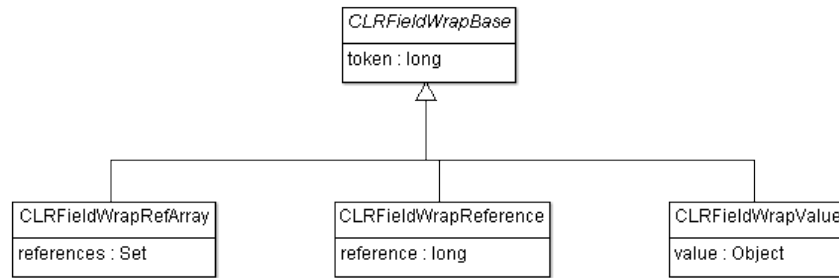 CLRFieldWrapBase
token : long
CLRFieldWrapRefArray
references : Set
CLRFieldWrapReference
reference : long
CLRFieldWrapValue
value : Object